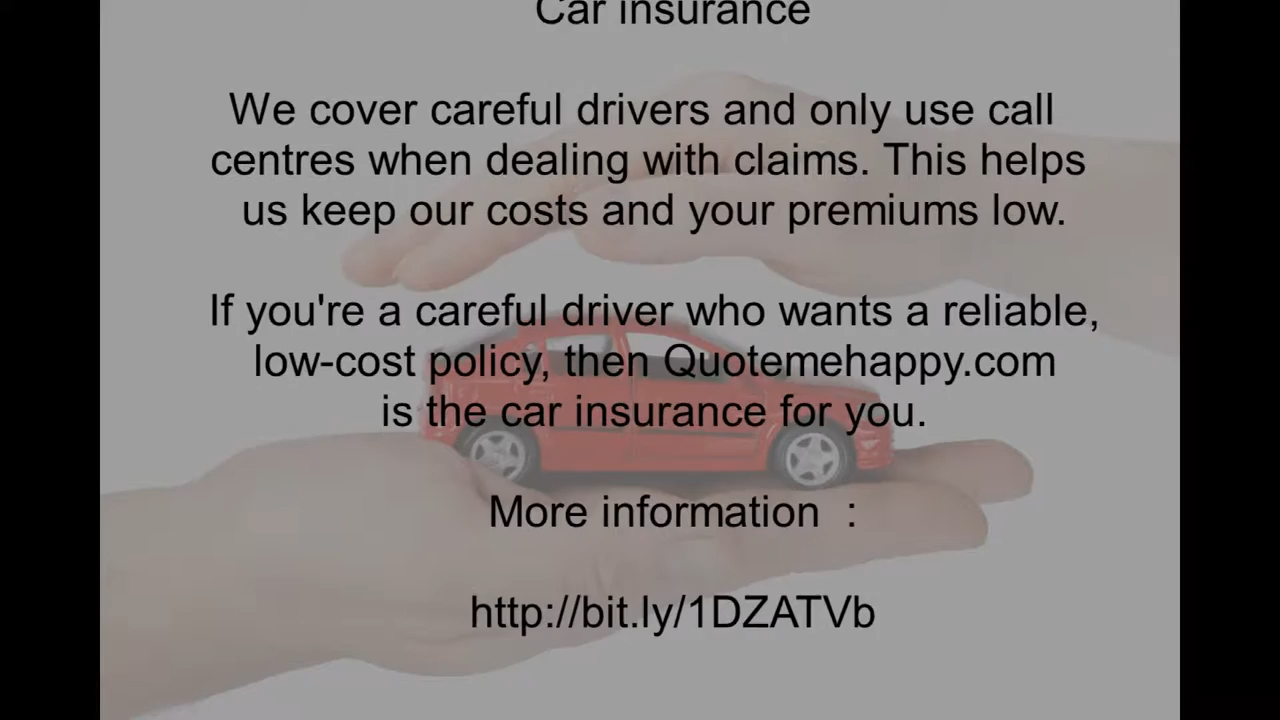 Car insurance
We cover careful drivers and only use call
centres when dealing with claims. This helps
us keep our costs and your premiums low.
If you're a careful driver who wants a reliable,
low-cost policy, then Quotemehappy.com
is the car insurance for you.
More information  :
http://bit.ly/1DZATVb